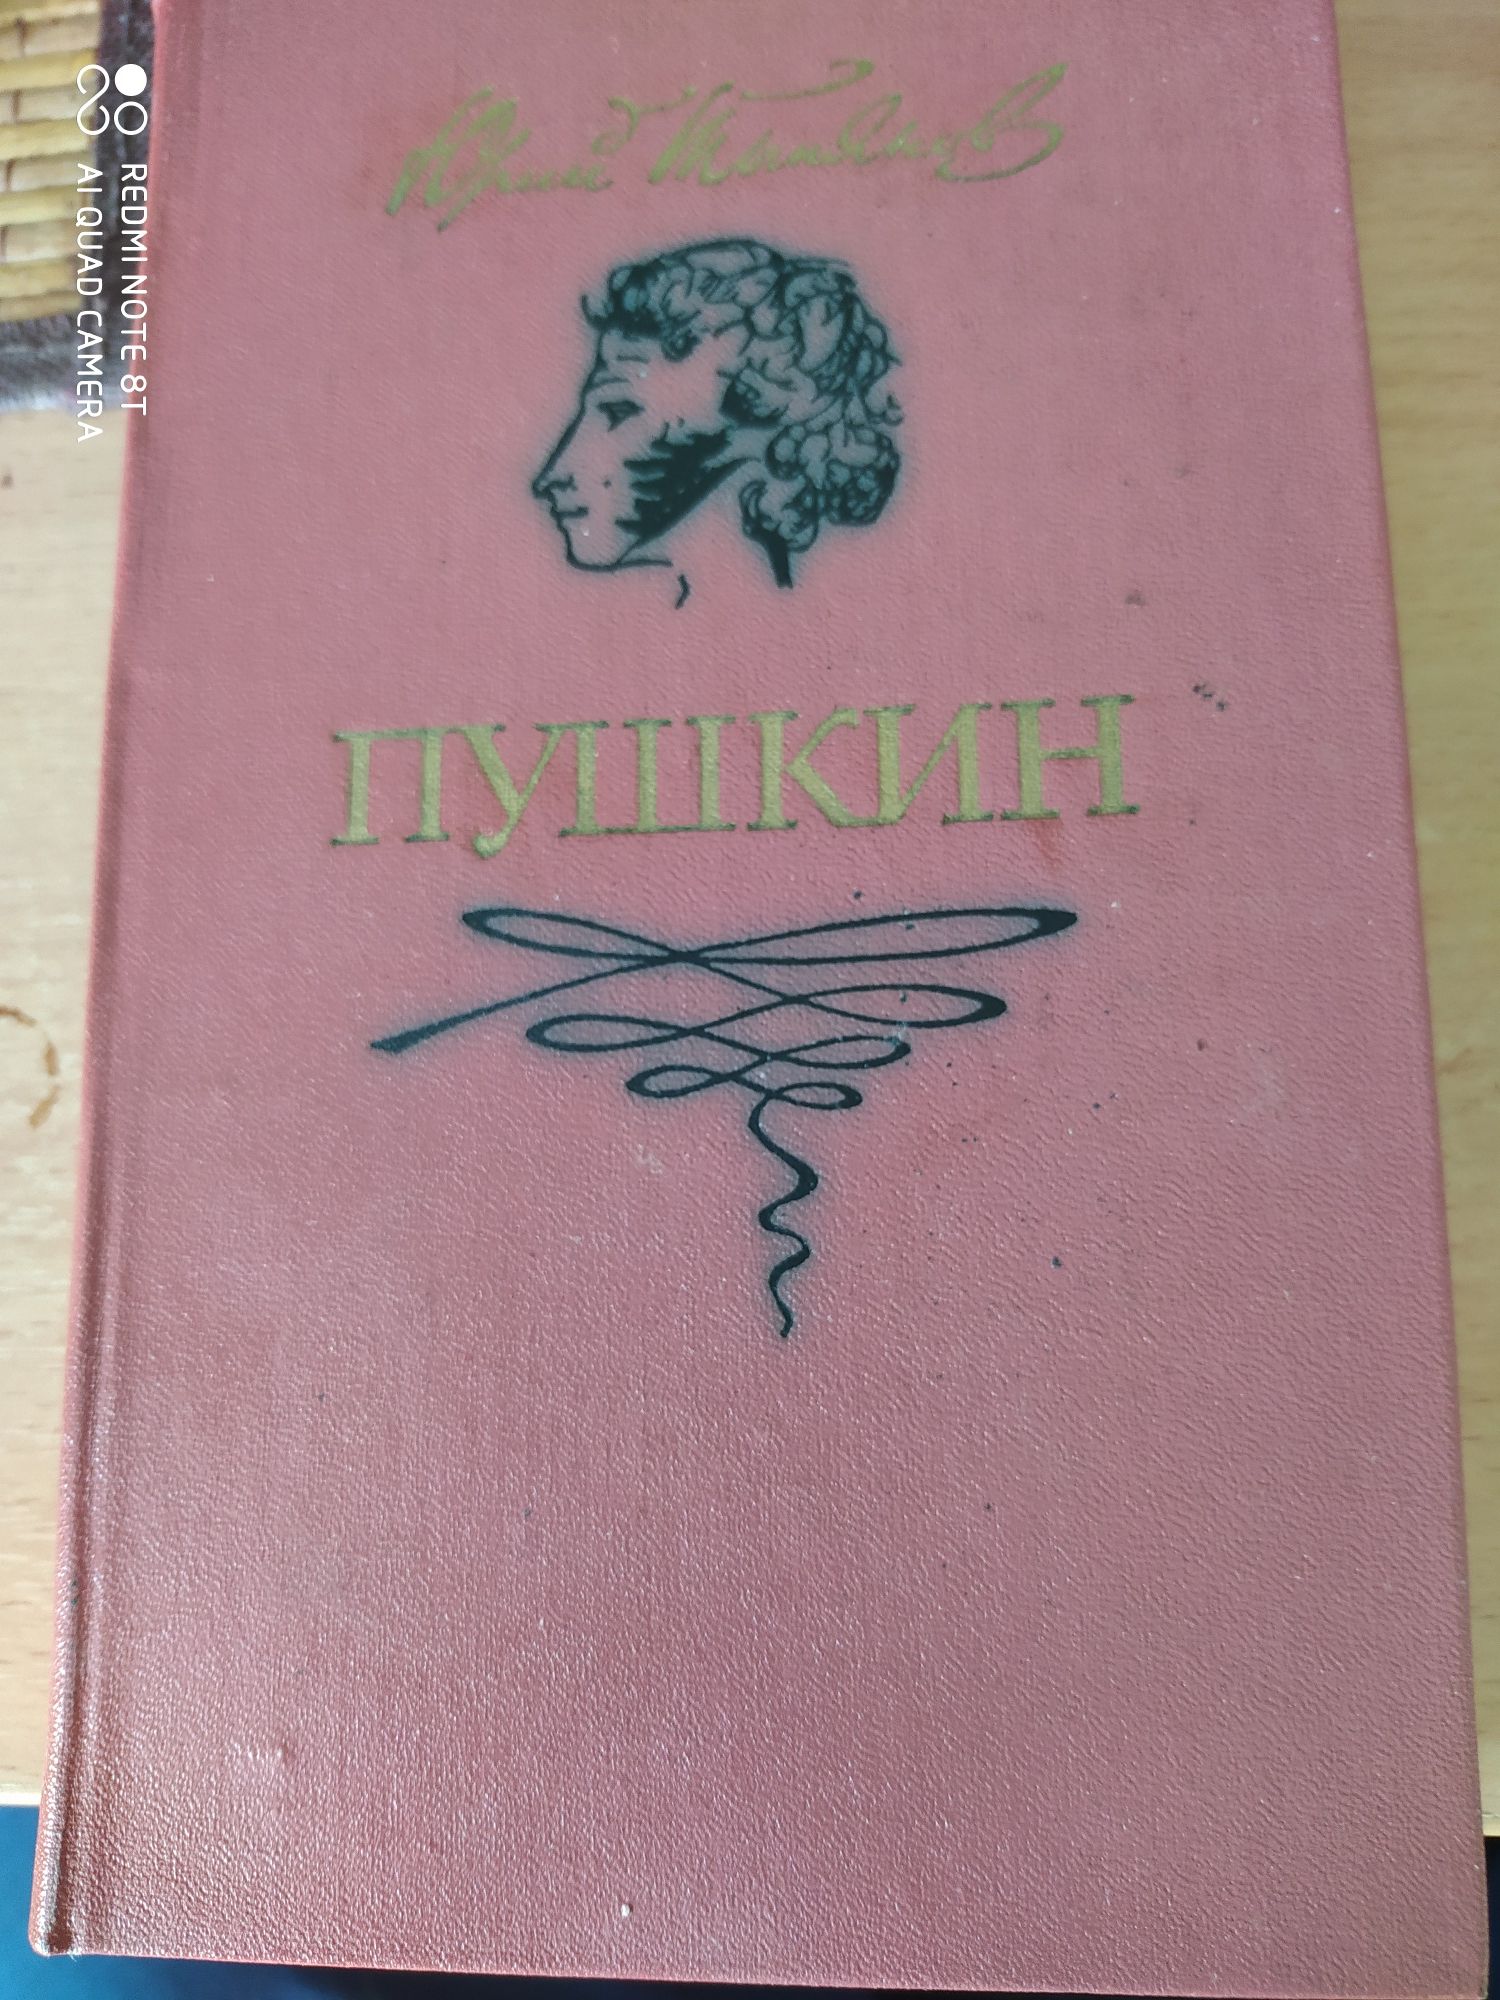 Юрий Тынянов
ПУШКИН
REDMI NOTE 8T
AI QUAD CAMERA